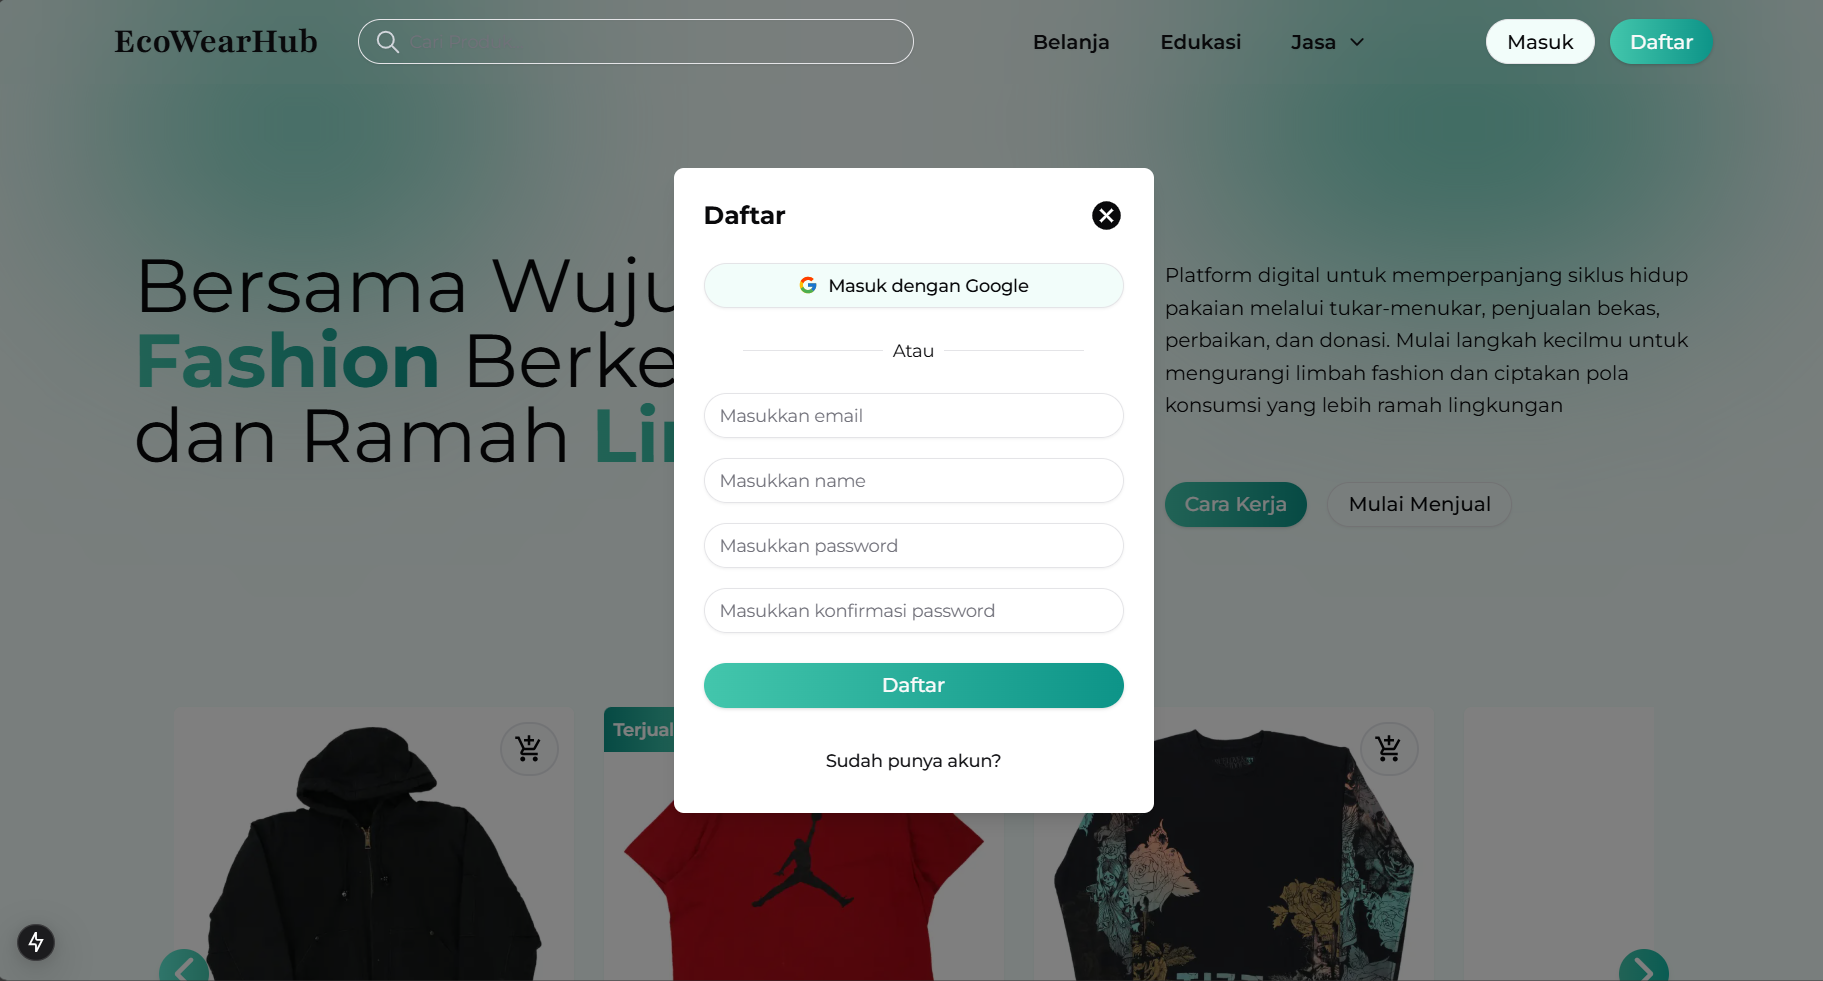 EcoWearHub
Cari Produk
Belanja
Edukasi
Jasa
Masuk
Daftar
Bersama Wuju
Fashion Berke
dan Ramah Lin
Platform digital untuk memperpanjang siklus hidup
pakaian melalui tukar-menukar, penjualan bekas,
perbaikan, dan donasi. Mulai langkah kecilmu untuk
mengurangi limbah fashion dan ciptakan pola
konsumsi yang lebih ramah lingkungan
Cara Kerja
Mulai Menjual
Daftar
Masuk dengan Google
Atau
Masukkan email
Masukkan name
Masukkan password
Masukkan konfirmasi password
Daftar
Sudah punya akun?
Terjual